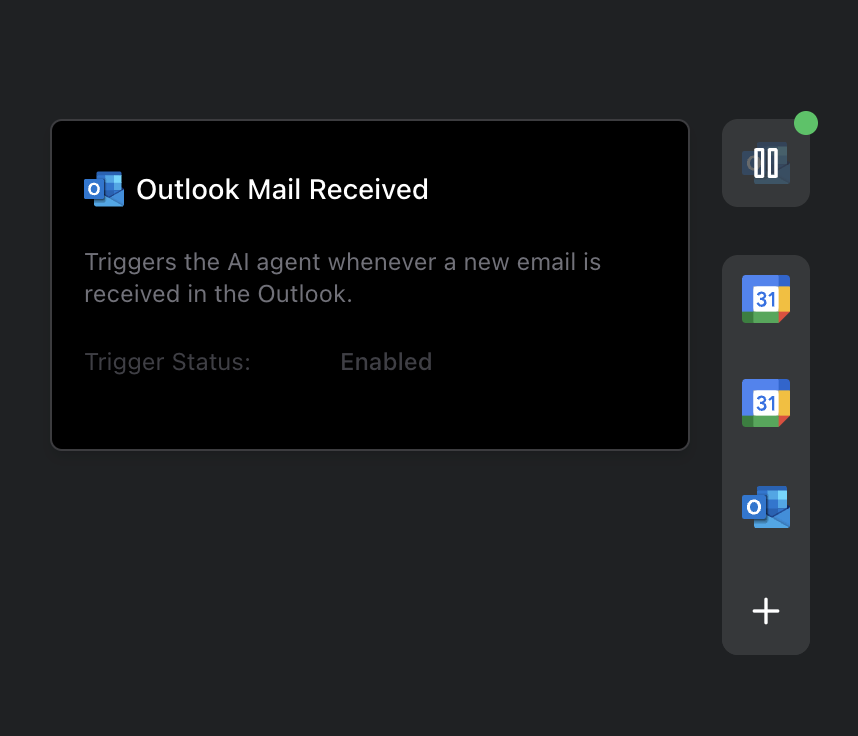 Outlook Mail Received
Triggers the AI agent whenever a new email is
received in the Outlook.
Trigger Status: Enabled
31
31